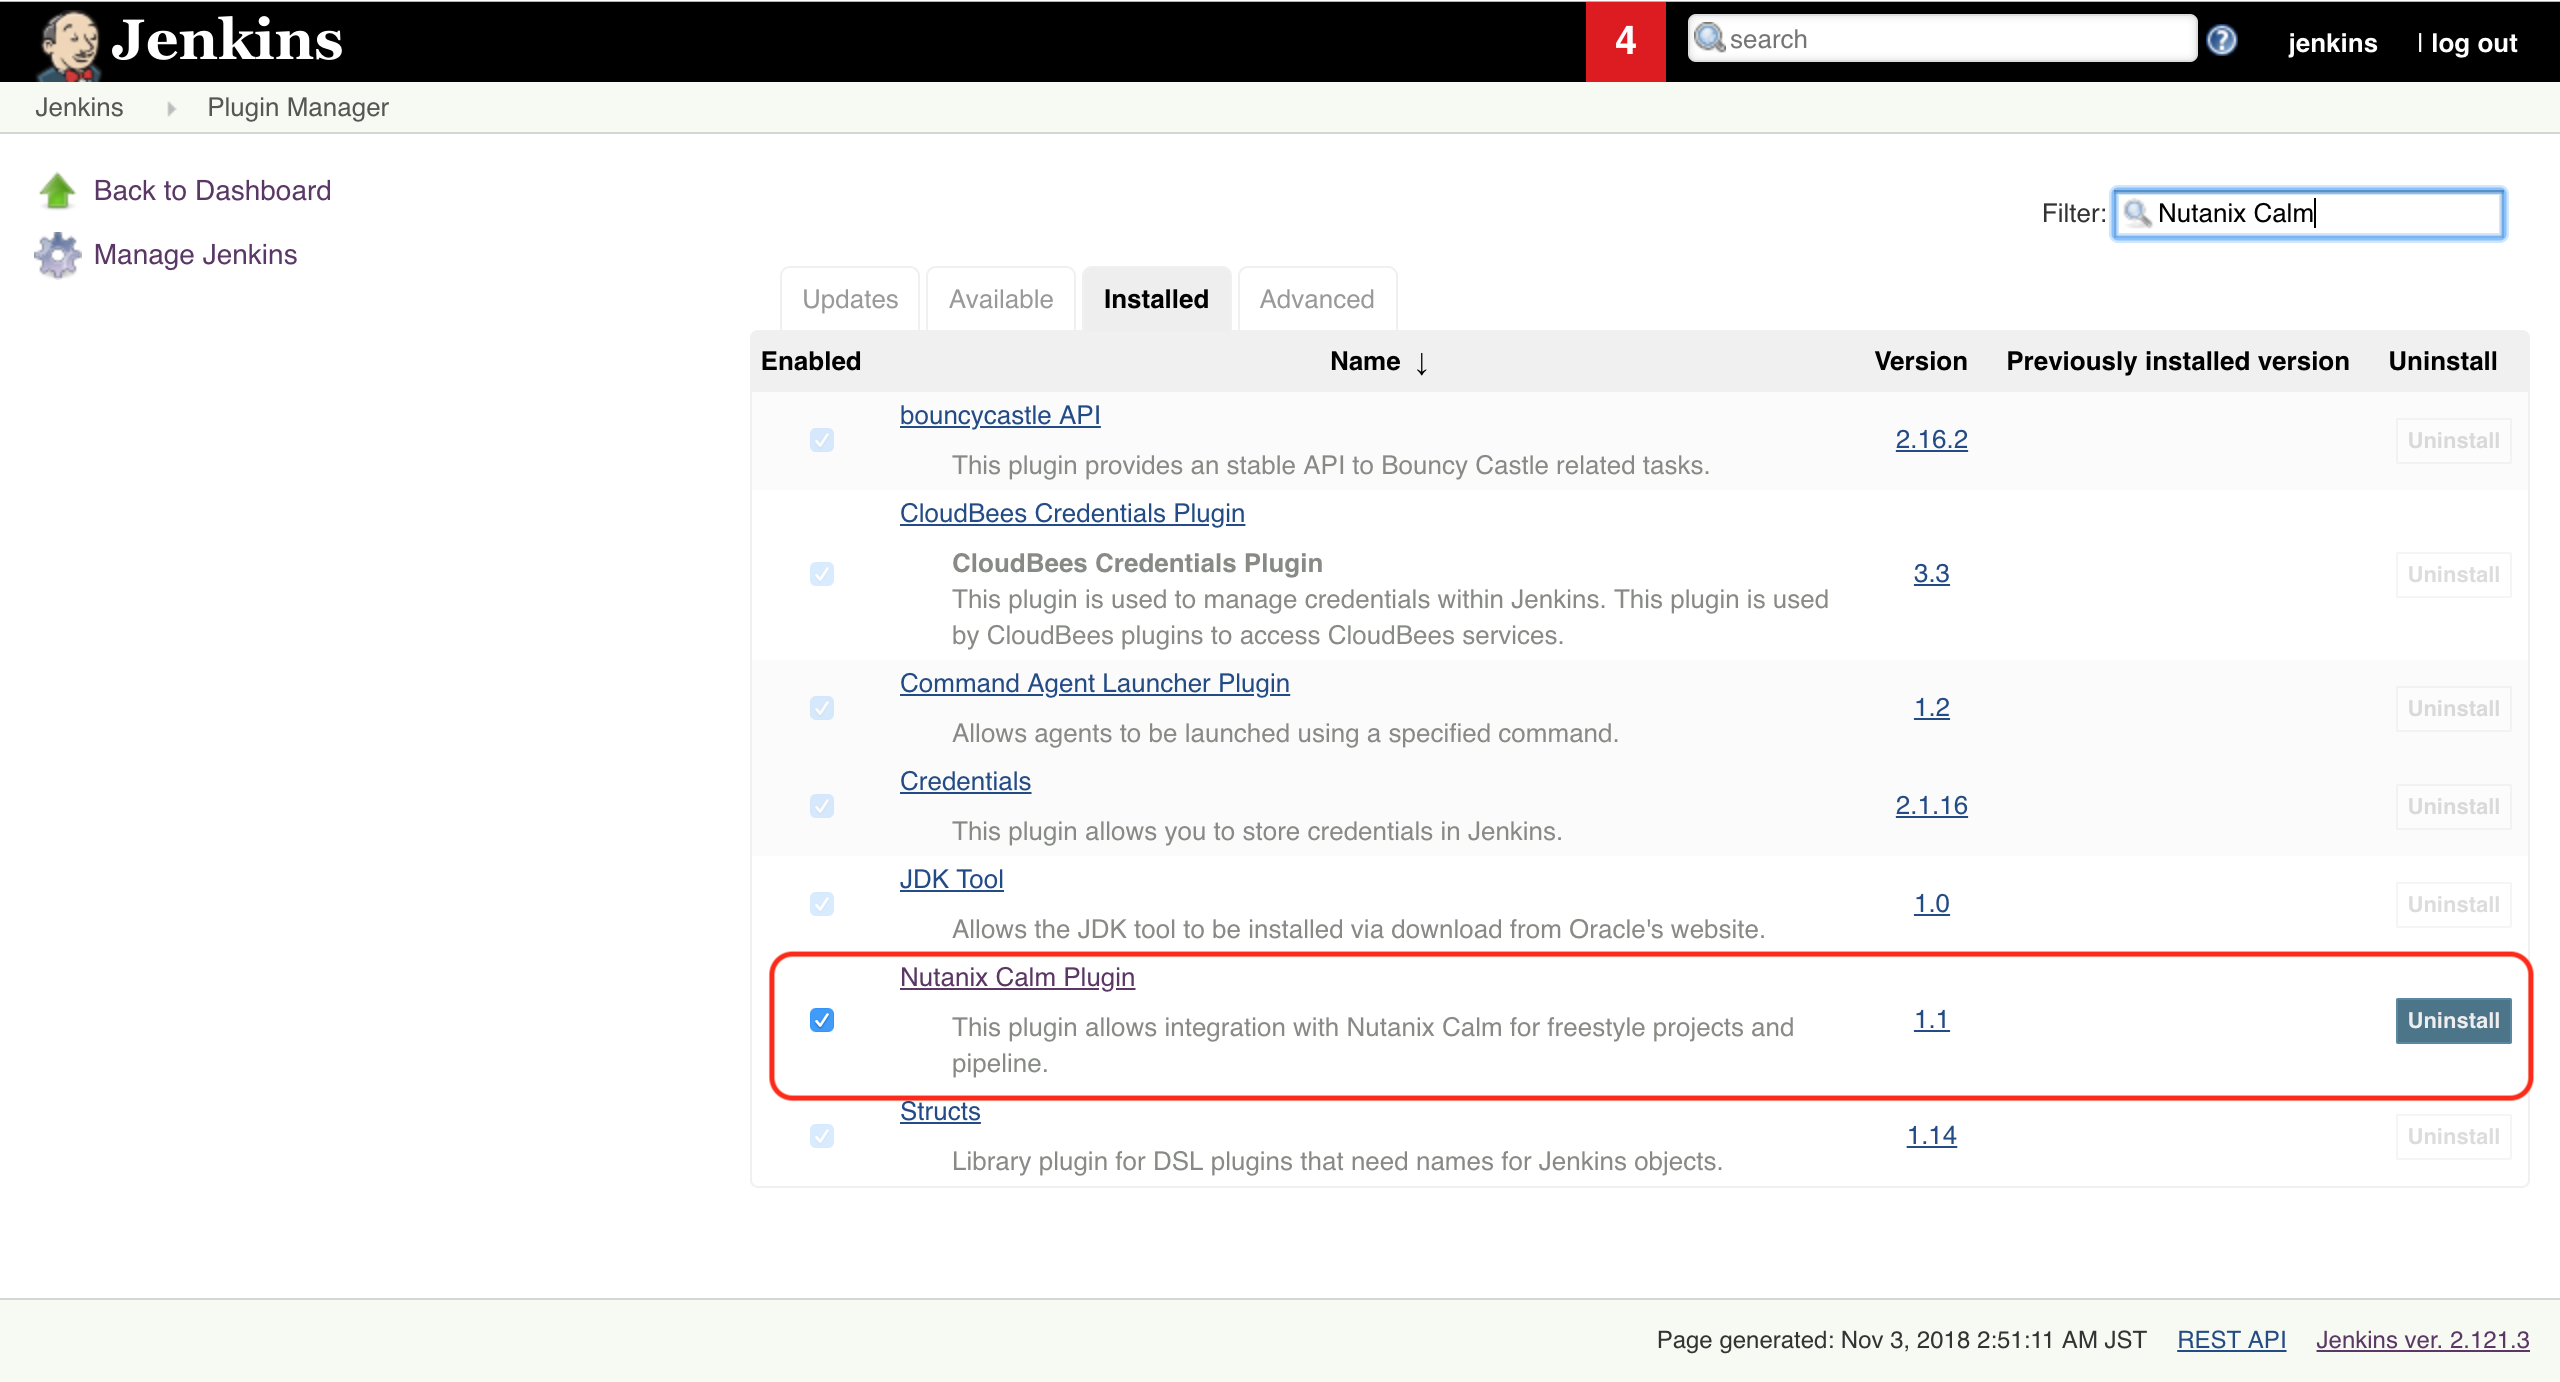 Jenkins
4
search
jenkins
| log out
Jenkins
Plugin Manager
Back to Dashboard
Manage Jenkins
Filter: Nutanix Calm
Updates
Available
Installed
Advanced
Enabled
Name ↓
Version
Previously installed version
Uninstall
bouncycastle API
This plugin provides an stable API to Bouncy Castle related tasks.
2.16.2
Uninstall
CloudBees Credentials Plugin
CloudBees Credentials Plugin
This plugin is used to manage credentials within Jenkins. This plugin is used
by CloudBees plugins to access CloudBees services.
3.3
Uninstall
Command Agent Launcher Plugin
Allows agents to be launched using a specified command.
1.2
Uninstall
Credentials
This plugin allows you to store credentials in Jenkins.
2.1.16
Uninstall
JDK Tool
Allows the JDK tool to be installed via download from Oracle's website.
1.0
Uninstall
Nutanix Calm Plugin
This plugin allows integration with Nutanix Calm for freestyle projects and
pipeline.
1.1
Uninstall
Structs
Library plugin for DSL plugins that need names for Jenkins objects.
1.14
Uninstall
Page generated: Nov 3, 2018 2:51:11 AM JST
REST API
Jenkins ver. 2.121.3